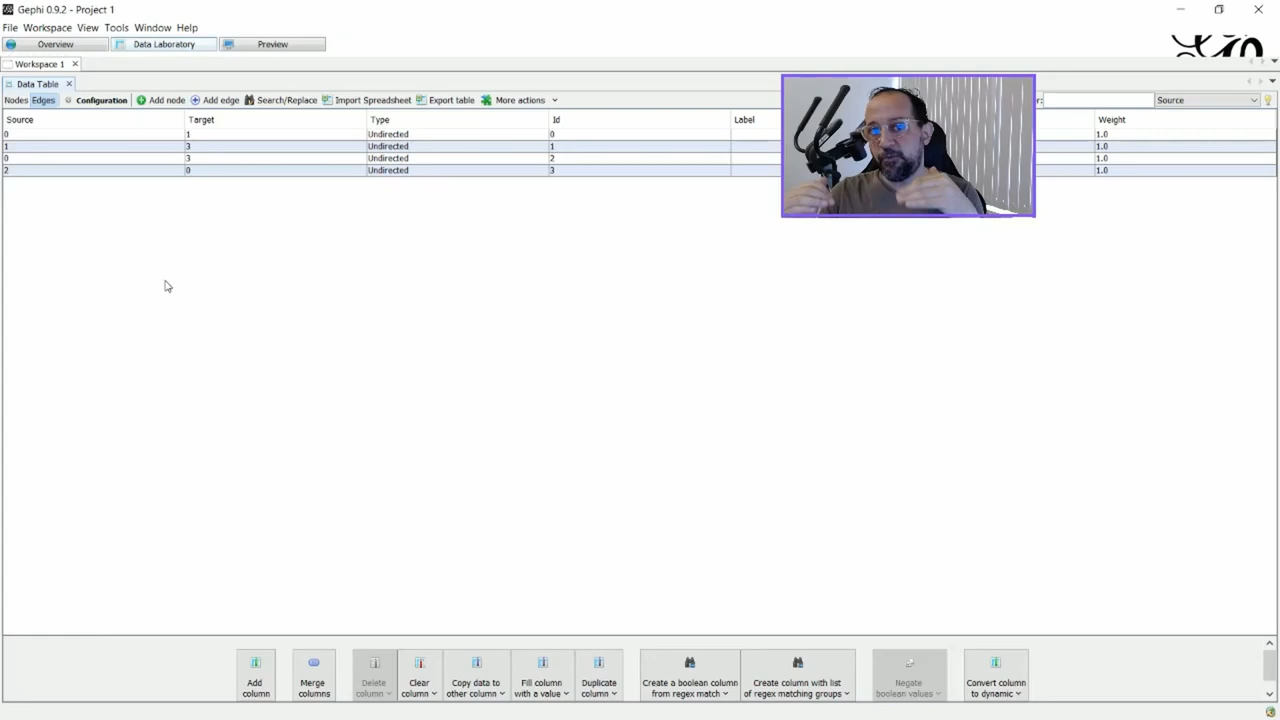 Gephi 0.9.2 - Project 1
File Workspace View Tools Window Help
Overview Data Laboratory Preview
Workspace 1
Data Table
Nodes Edges Configuration Add node Add edge Search/Replace Import Spreadsheet Export table More actions Source
Source Target Type Id Label Weight
0 1 Undirected 0 1.0
1 3 Undirected 1 1.0
0 3 Undirected 2 1.0
2 0 Undirected 3 1.0
Add column Merge columns Delete column Clear column Copy data to other column Fill column with a value Duplicate column Create a boolean column from regex match Create column with list of regex matching groups Negate boolean values Convert column to dynamic